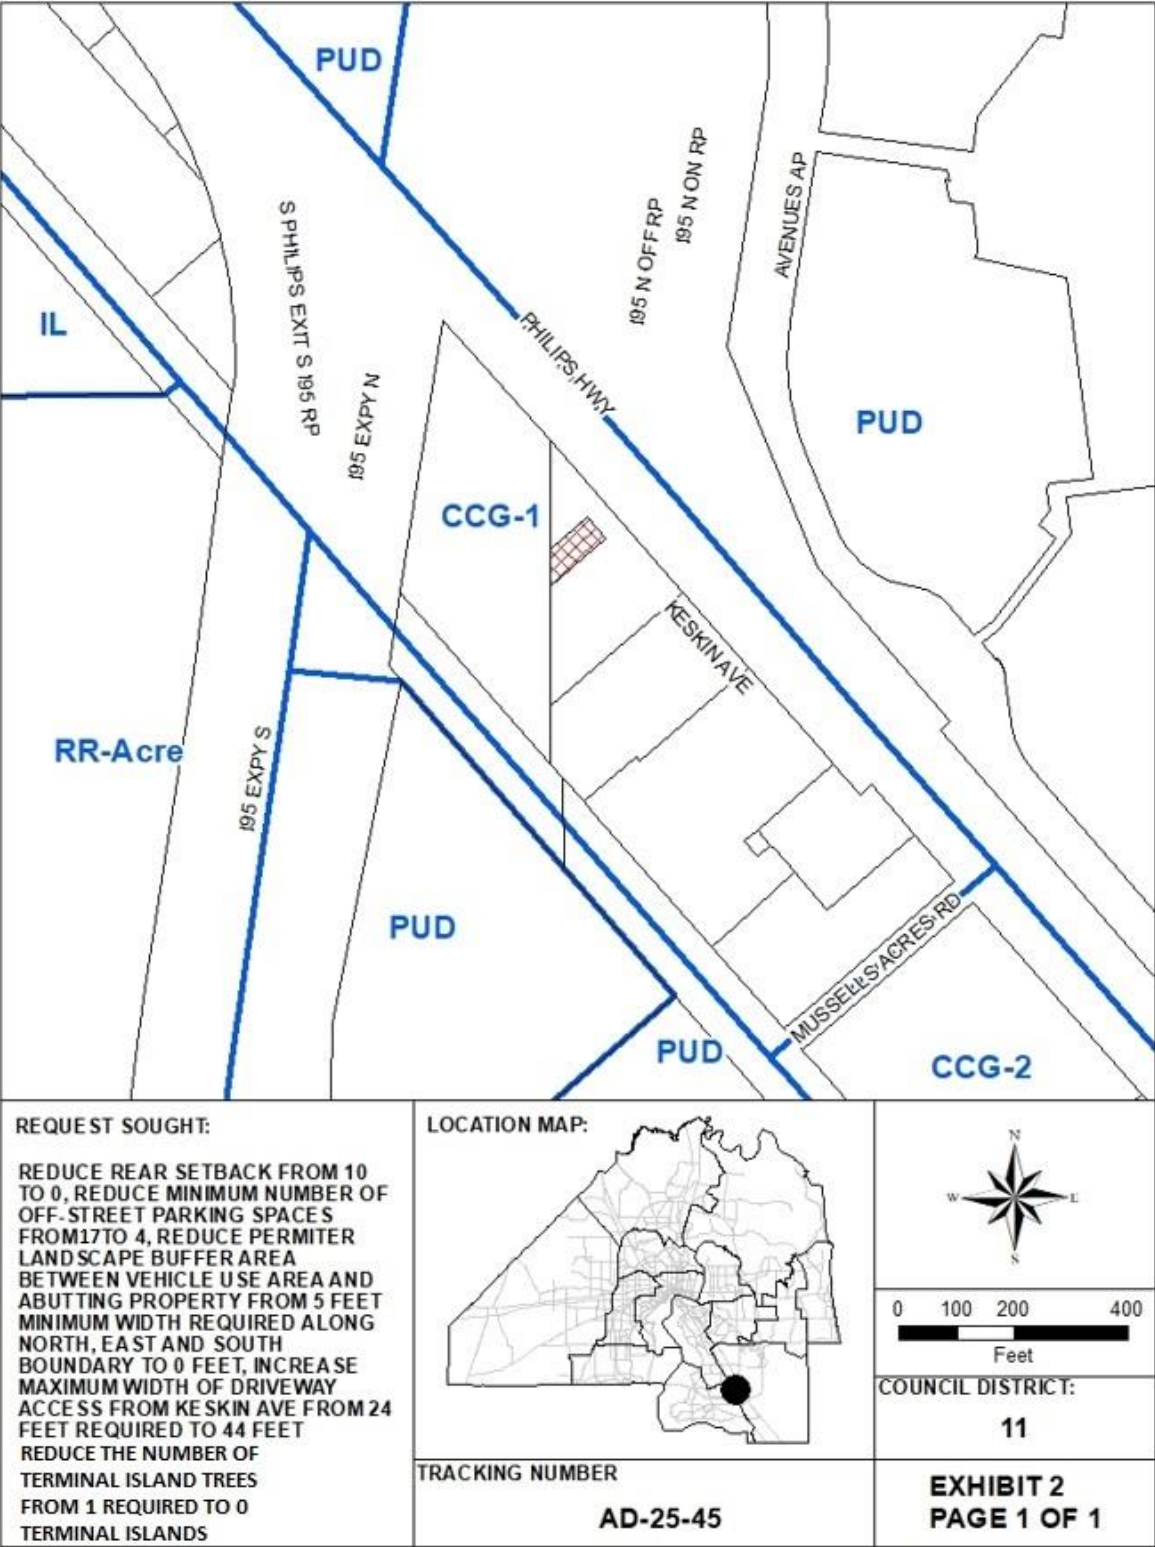 PUD
S PHILIPS EXIT S 195 RP
195 N OFF RP
195 N ON RP
AVENUES AP
IL
PHILIPS HWY
195 EXPY N
PUD
CCG-1
KESKIN AVE
RR-Acre
195 EXPY S
PUD
MUSSELLS ACRES RD
PUD
CCG-2
REQUEST SOUGHT:
REDUCE REAR SETBACK FROM 10
TO 0, REDUCE MINIMUM NUMBER OF
OFF-STREET PARKING SPACES
FROM17TO 4, REDUCE PERMITER
LANDSCAPE BUFFER AREA
BETWEEN VEHICLE USE AREA AND
ABUTTING PROPERTY FROM 5 FEET
MINIMUM WIDTH REQUIRED ALONG
NORTH, EAST AND SOUTH
BOUNDARY TO 0 FEET, INCREASE
MAXIMUM WIDTH OF DRIVEWAY
ACCESS FROM KESKIN AVE FROM 24
FEET REQUIRED TO 44 FEET
REDUCE THE NUMBER OF
TERMINAL ISLAND TREES
FROM 1 REQUIRED TO 0
TERMINAL ISLANDS
LOCATION MAP:
TRACKING NUMBER
AD-25-45
N
W E
S
0 100 200 400
Feet
COUNCIL DISTRICT:
11
EXHIBIT 2
PAGE 1 OF 1